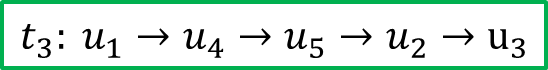 t₃: u₁ → u₄ → u₅ → u₂ → u₃